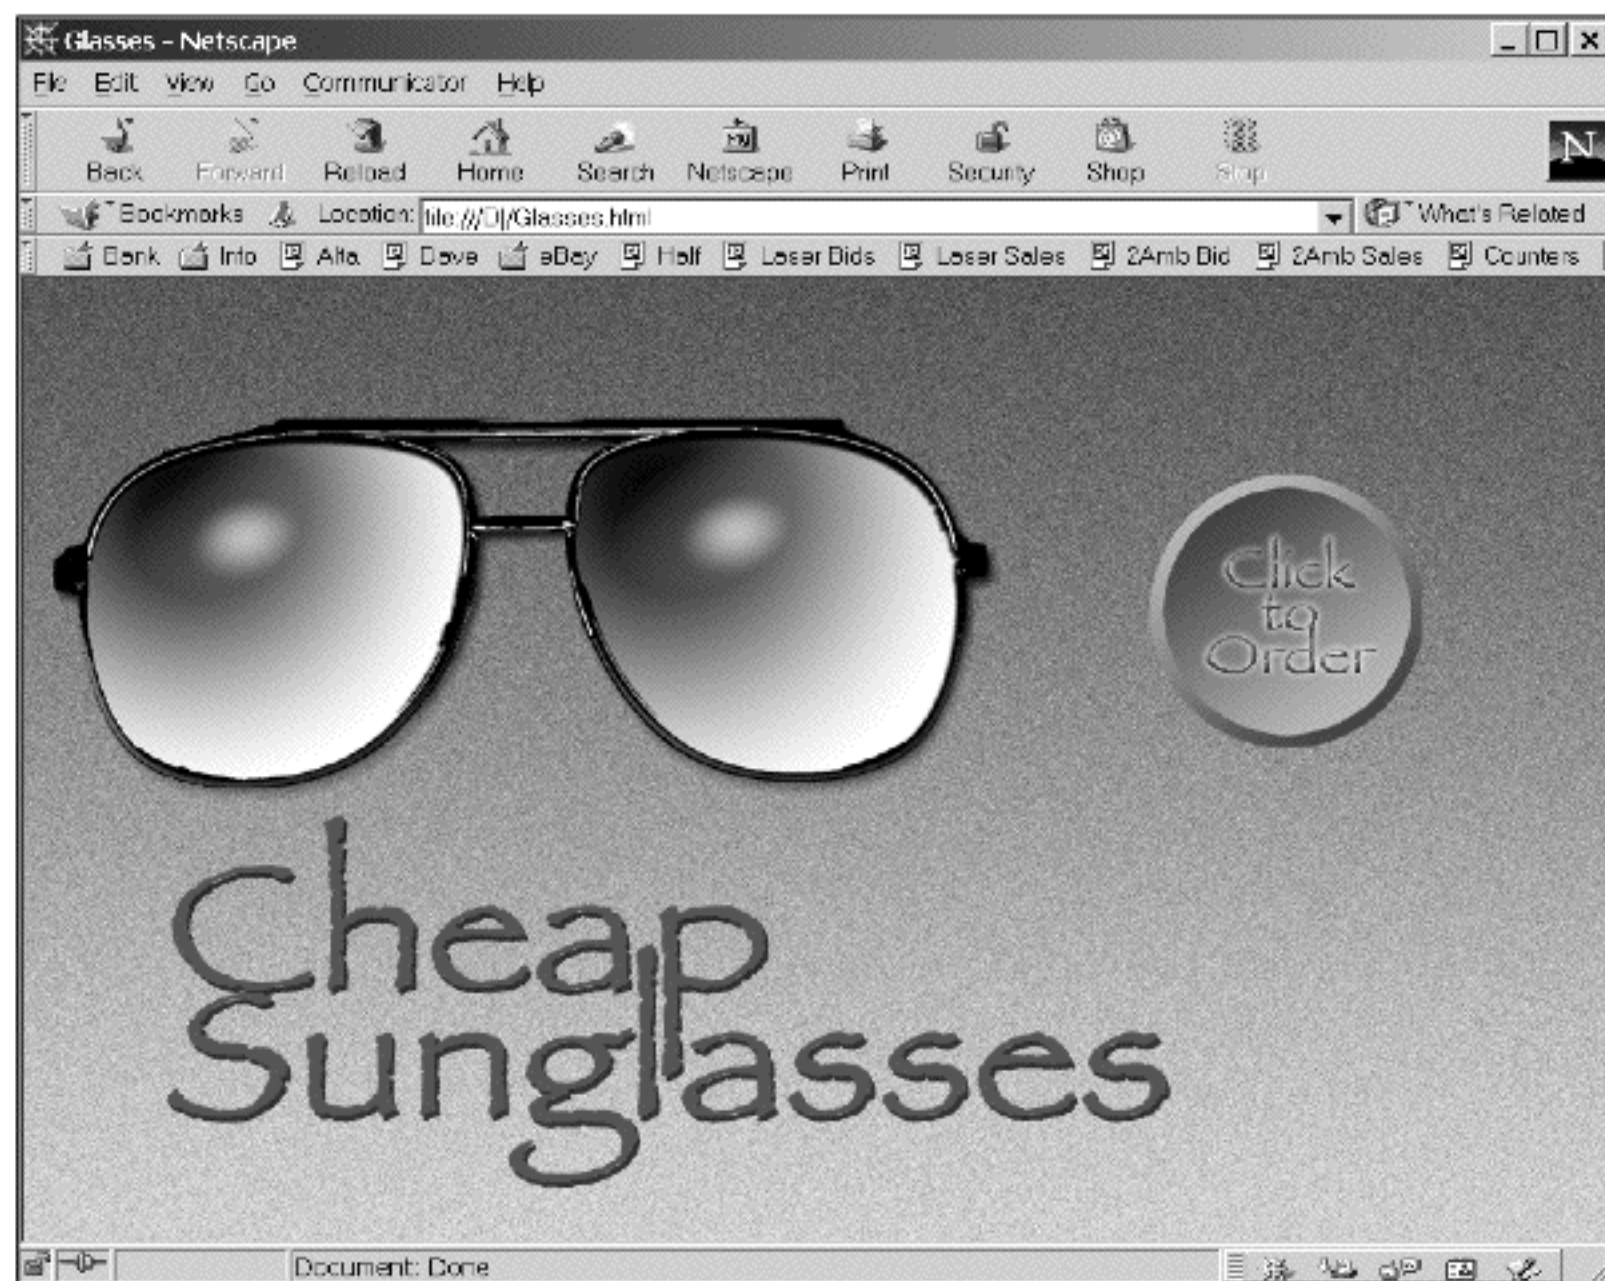 Glasses - Netscape
File Edit View Go Communicator Help
Back Forward Reload Home Search Netscape Print Security Shop Stop
N
Bookmarks Location: file:///D|/Glasses.html What's Related
Bank Info Alta Dave eBay Half Laser Bids Laser Sales 2Amb Bid 2Amb Sales Counters
Click
to
Order
Cheap
Sunglasses
Document: Done